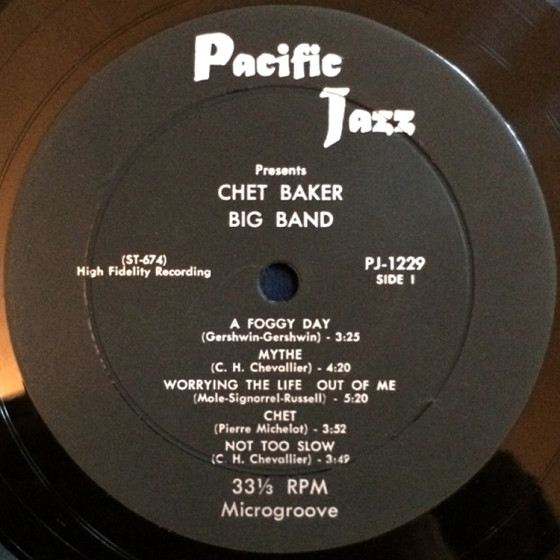 Pacific
Jazz
Presents
CHET BAKER
BIG BAND
(ST-674)
High Fidelity Recording
PJ-1229
SIDE 1
A FOGGY DAY
(Gershwin-Gershwin) - 3:25
MYTHE
(C. H. Chevallier) - 4:20
WORRYING THE LIFE OUT OF ME
(Mole-Signorrel-Russell) - 5:20
CHET
(Pierre Michelot) - 3:52
NOT TOO SLOW
(C H. Chevallier) - 3:49
33⅓ RPM
Microgroove